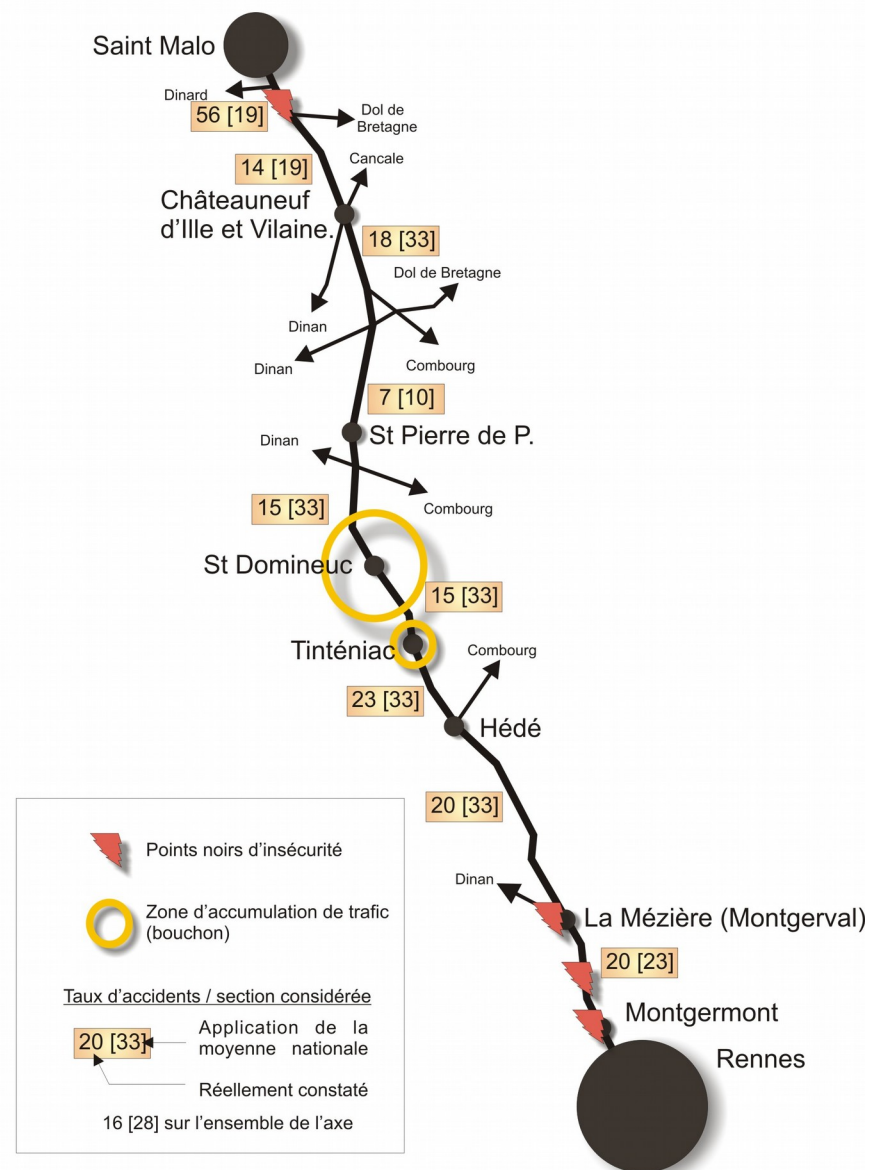 Saint Malo
Dinard
56 [19]
Dol de
Bretagne
14 [19]
Cancale
Châteauneuf
d'Ille et Vilaine.
18 [33]
Dol de Bretagne
Dinan
Dinan
Combourg
7 [10]
St Pierre de P.
Dinan
Combourg
15 [33]
St Domineuc
15 [33]
Tinténiac
Combourg
23 [33]
Hédé
20 [33]
Dinan
La Mézière (Montgerval)
20 [23]
Montgermont
Rennes
Points noirs d'insécurité
Zone d'accumulation de trafic
(bouchon)
Taux d'accidents / section considérée
20 [33]
Application de la
moyenne nationale
Réellement constaté
16 [28] sur l'ensemble de l'axe